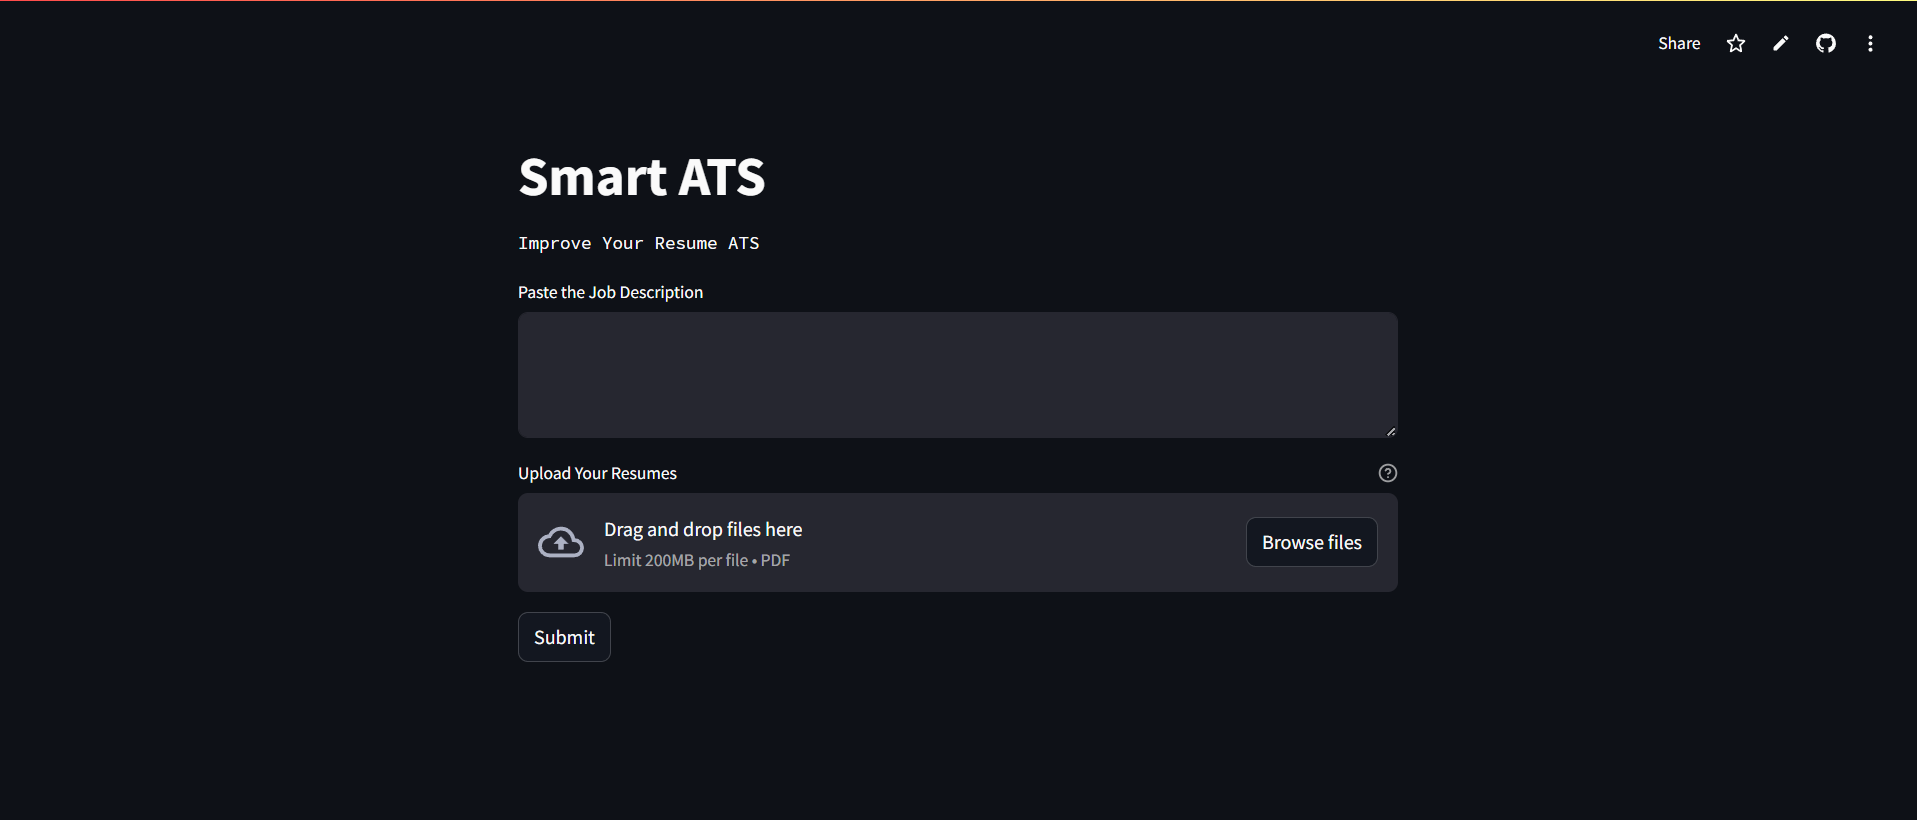 Share
Smart ATS
Improve Your Resume ATS
Paste the Job Description
Upload Your Resumes
Drag and drop files here
Limit 200MB per file • PDF
Browse files
Submit